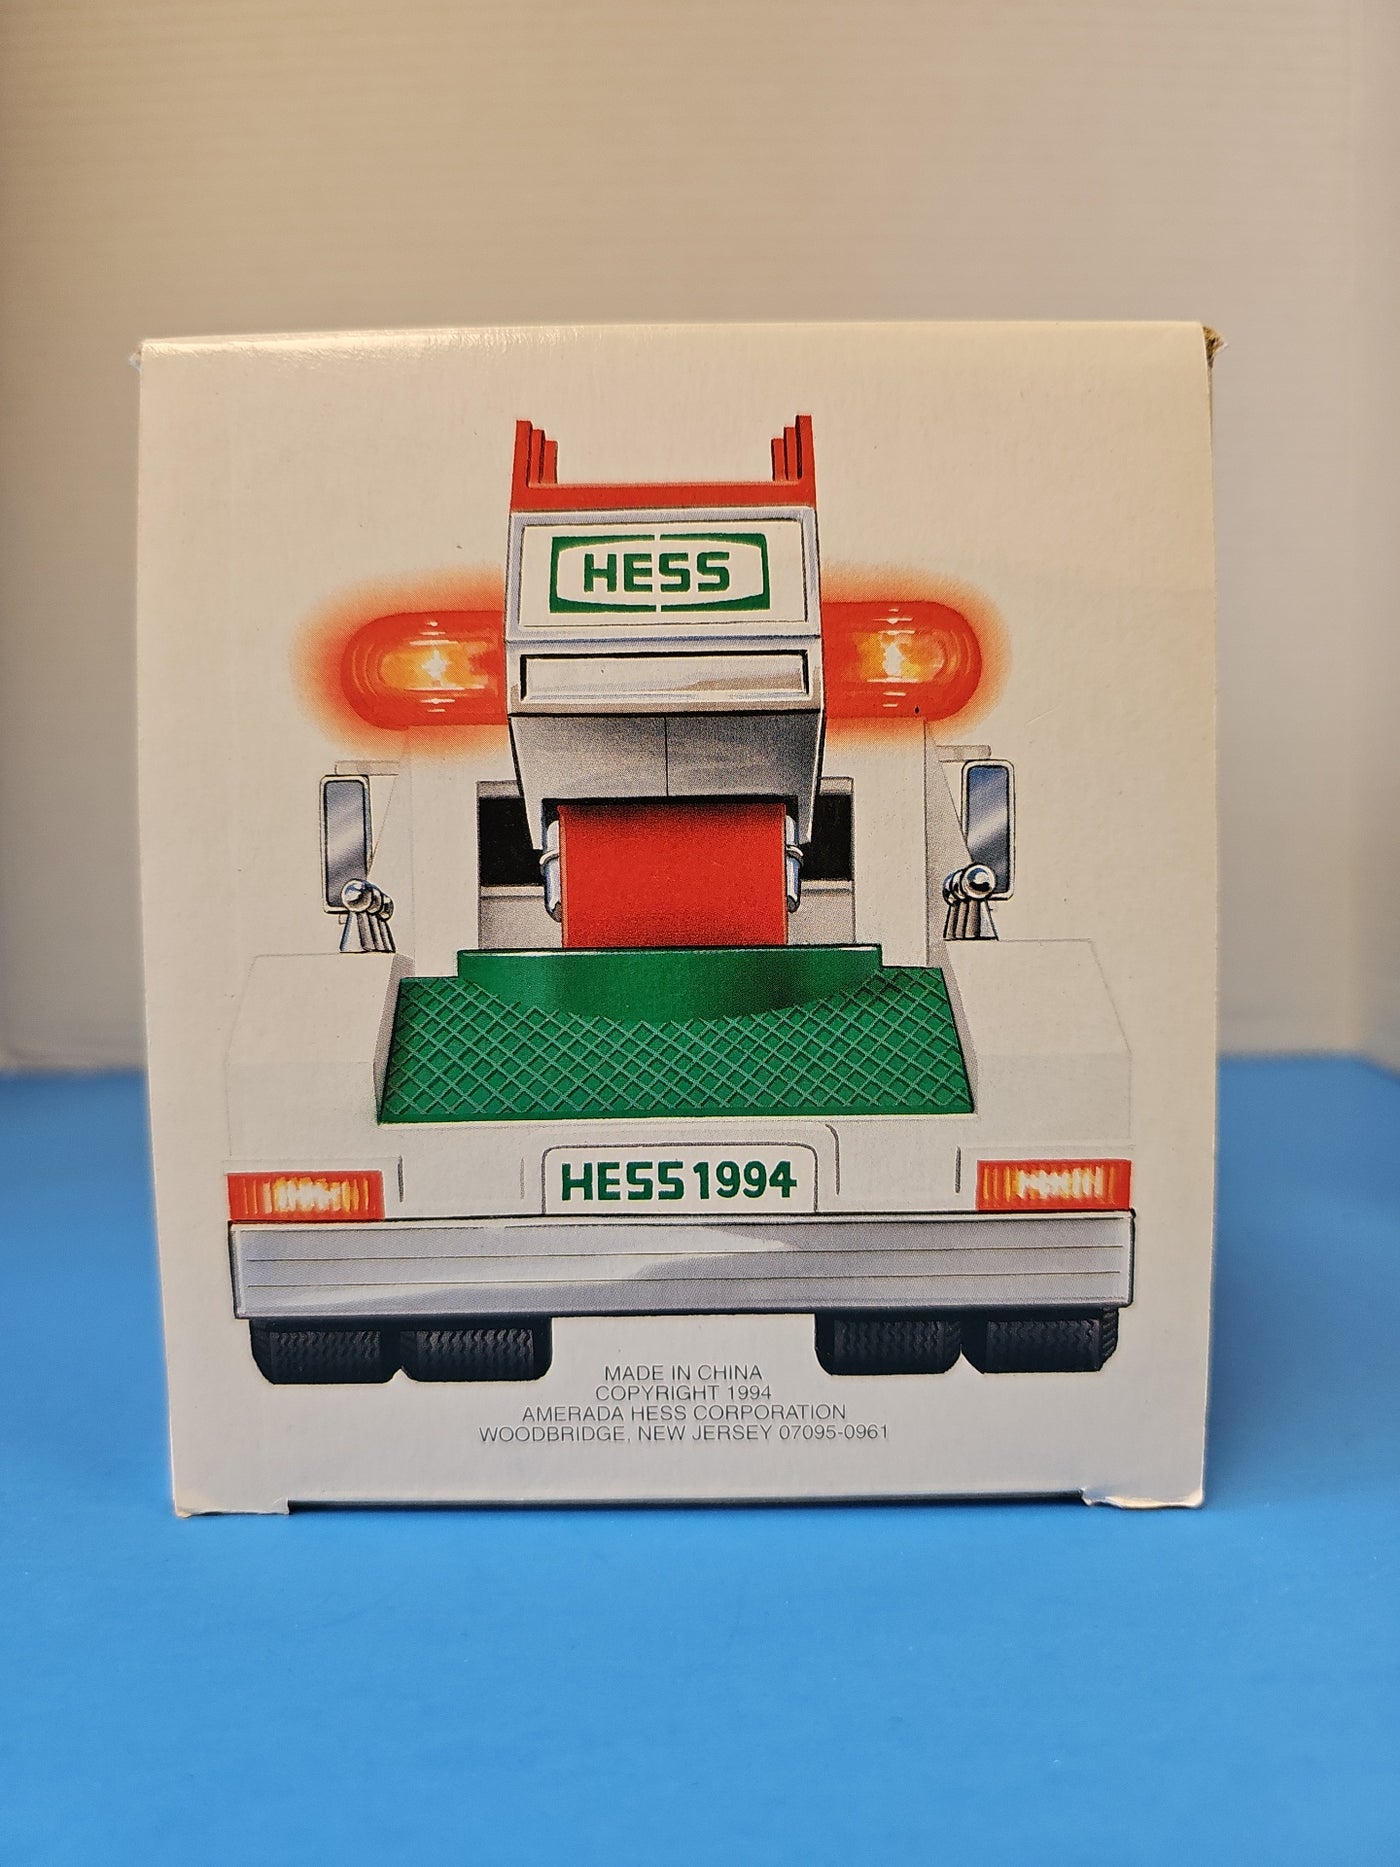 HESS
HESS 1994
MADE IN CHINA
COPYRIGHT 1994
AMERADA HESS CORPORATION
WOODBRIDGE, NEW JERSEY 07095-0961